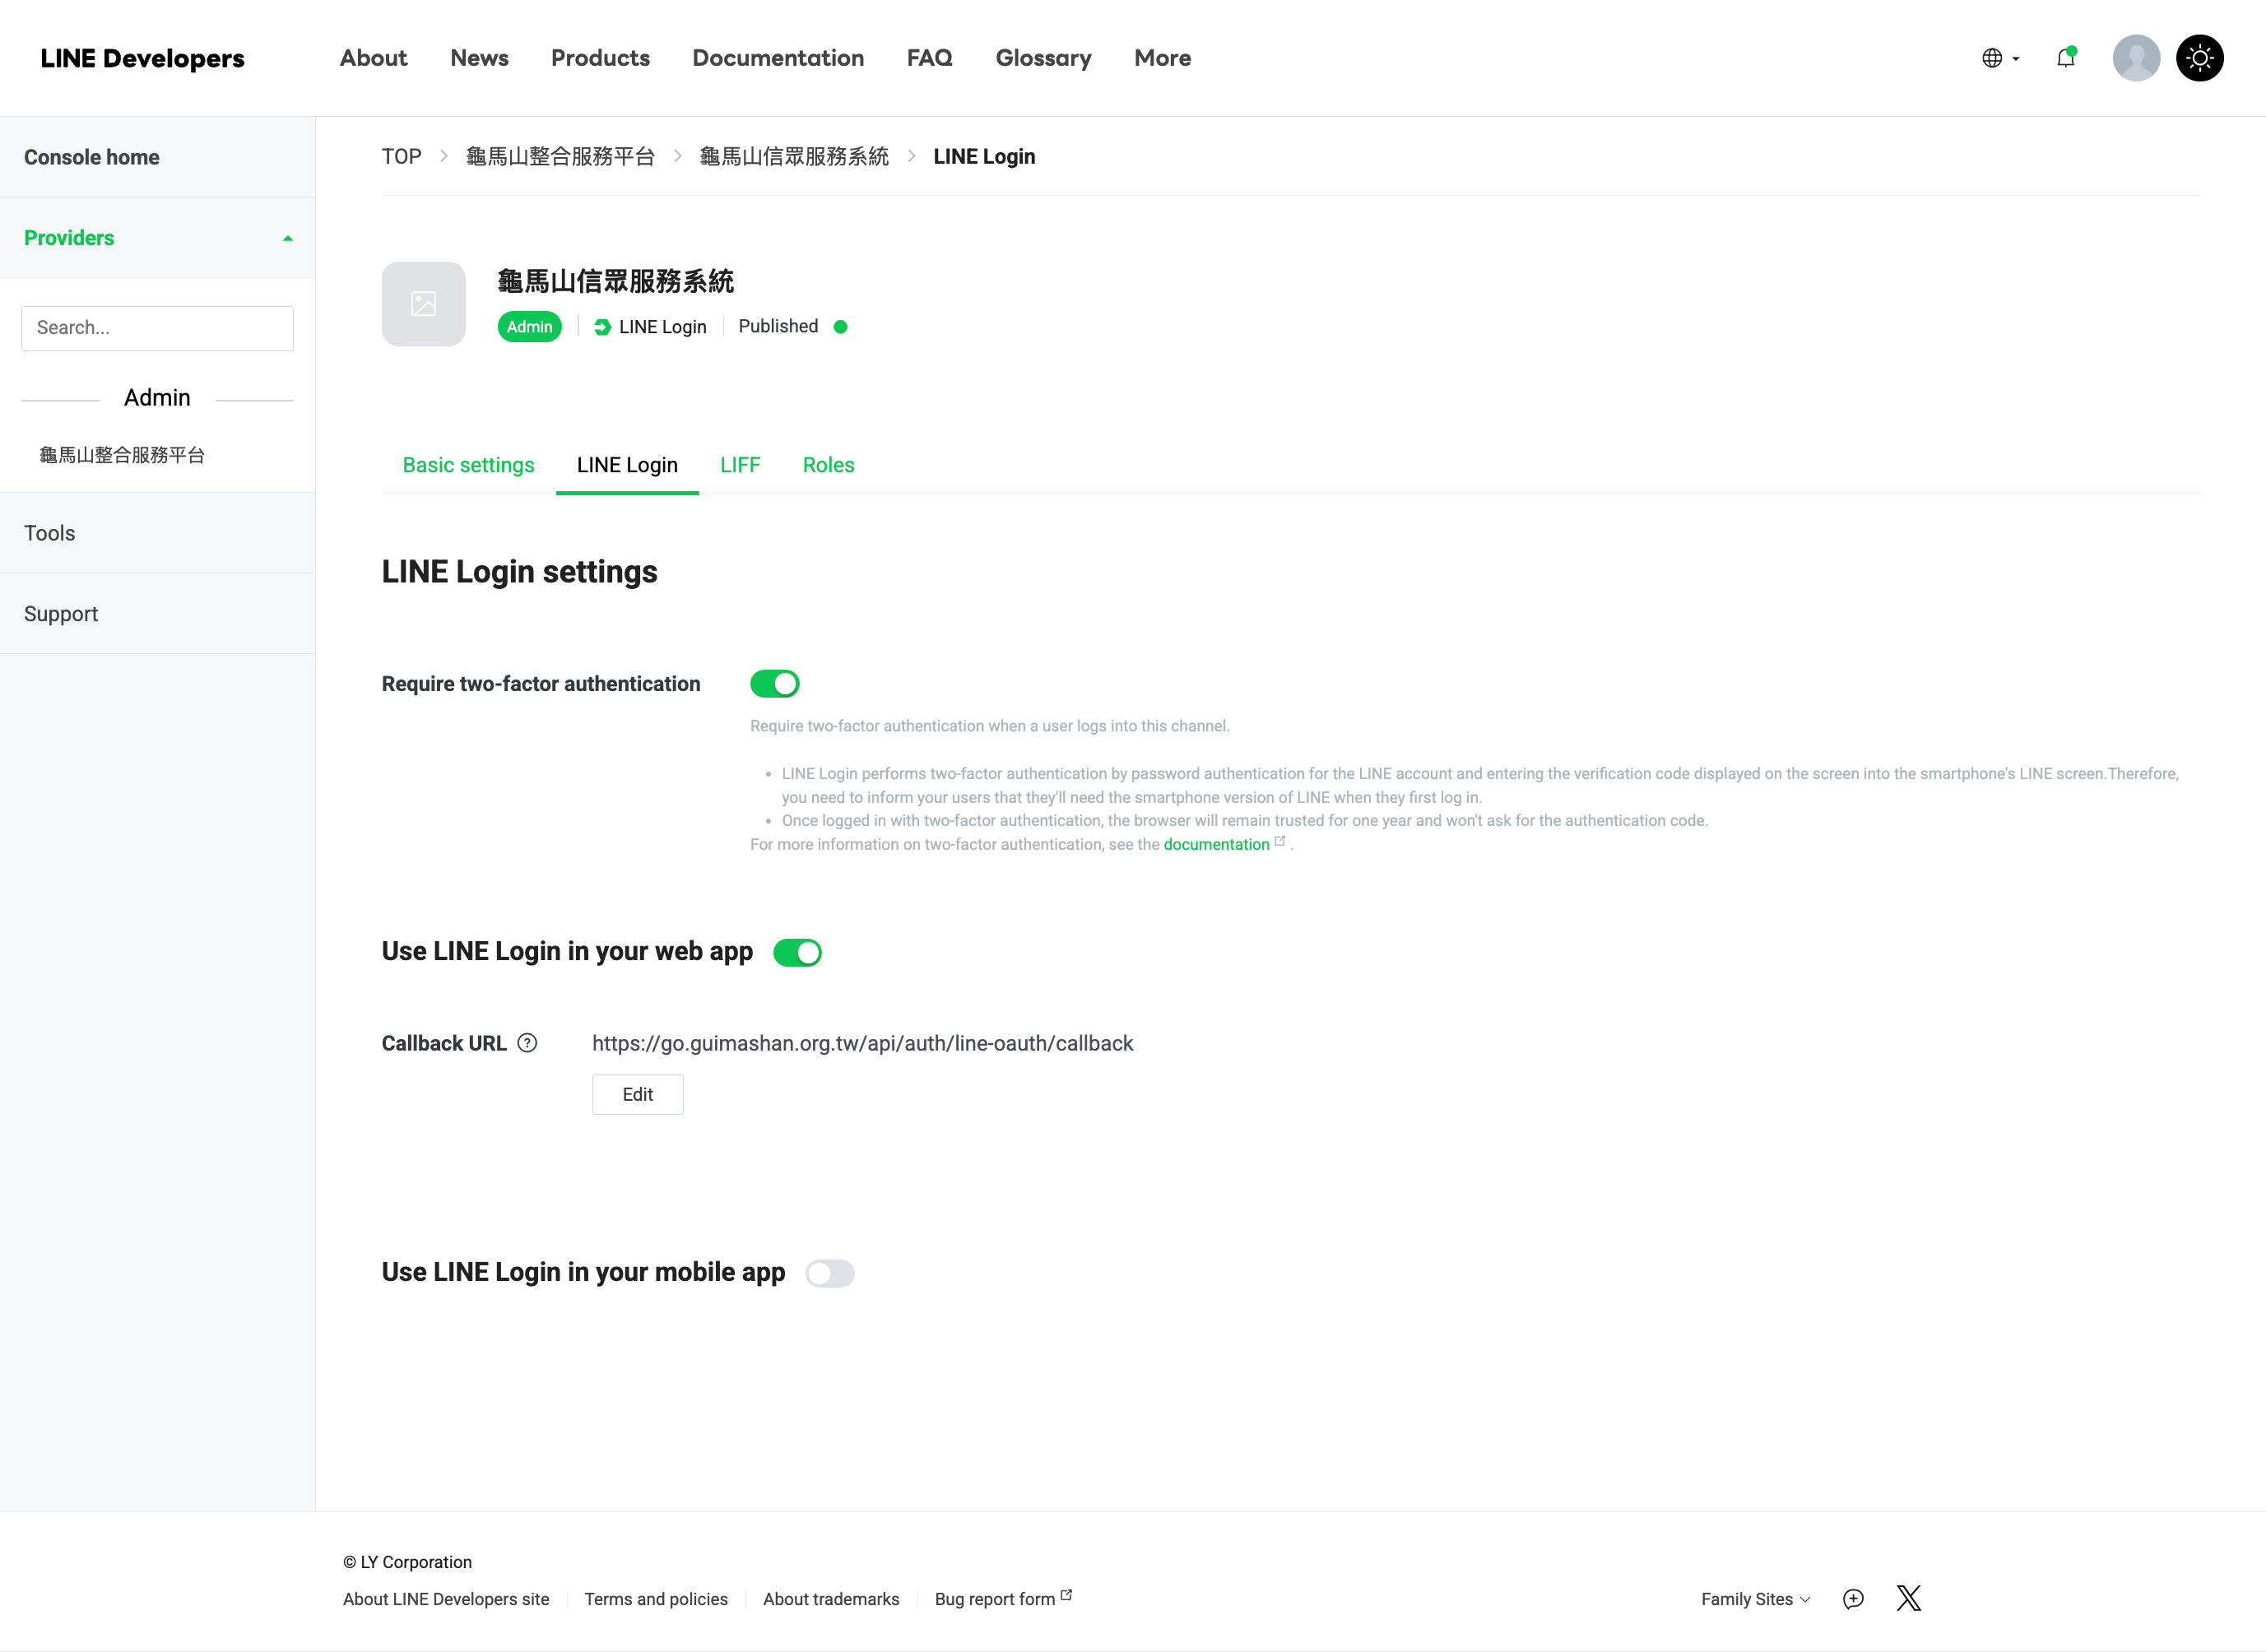 LINE Developers
About News Products Documentation FAQ Glossary More
Console home
Providers
Search...
Admin
龜馬山整合服務平台
Tools
Support
TOP > 龜馬山整合服務平台 > 龜馬山信眾服務系統 > LINE Login
龜馬山信眾服務系統
Admin LINE Login Published
Basic settings LINE Login LIFF Roles
LINE Login settings
Require two-factor authentication
Require two-factor authentication when a user logs into this channel.
• LINE Login performs two-factor authentication by password authentication for the LINE account and entering the verification code displayed on the screen into the smartphone's LINE screen.Therefore,
you need to inform your users that they'll need the smartphone version of LINE when they first log in.
• Once logged in with two-factor authentication, the browser will remain trusted for one year and won't ask for the authentication code.
For more information on two-factor authentication, see the documentation .
Use LINE Login in your web app
Callback URL ? https://go.guimashan.org.tw/api/auth/line-oauth/callback
Edit
Use LINE Login in your mobile app
© LY Corporation
About LINE Developers site Terms and policies About trademarks Bug report form Family Sites